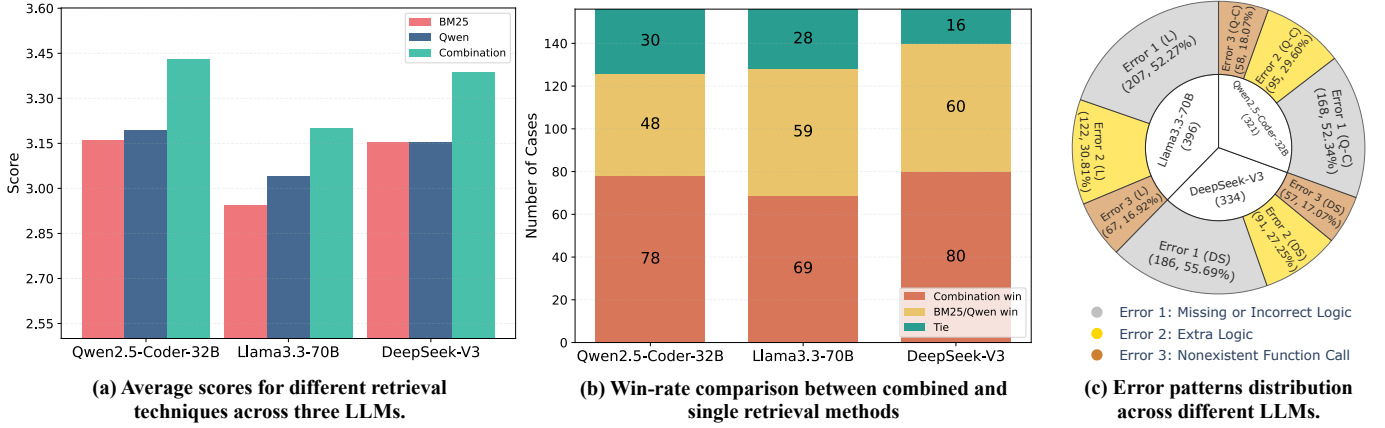 3.60
3.45
3.30
3.15
3.00
2.85
2.70
2.55
Score
BM25
Qwen
Combination
Qwen2.5-Coder-32B
Llama3.3-70B
DeepSeek-V3
(a) Average scores for different retrieval
techniques across three LLMs.
140
120
100
80
60
40
20
0
Number of Cases
30
28
16
48
59
60
78
69
80
Combination win
BM25/Qwen win
Tie
Qwen2.5-Coder-32B
Llama3.3-70B
DeepSeek-V3
(b) Win-rate comparison between combined and
single retrieval methods
Error 1 (L)
(207, 52.27%)
Error 3 (Q-C)
(58, 18.07%)
Error 2 (Q-C)
(95, 29.60%)
Error 1 (Q-C)
(168, 52.34%)
Error 2 (L)
(122, 30.81%)
Error 3 (L)
(67, 16.92%)
Error 1 (DS)
(186, 55.69%)
Error 2 (DS)
(91, 27.25%)
Error 3 (DS)
(57, 17.07%)
Llama3.3-70B
(396)
Qwen2.5-Coder-32B
(321)
DeepSeek-V3
(334)
Error 1: Missing or Incorrect Logic
Error 2: Extra Logic
Error 3: Nonexistent Function Call
(c) Error patterns distribution
across different LLMs.